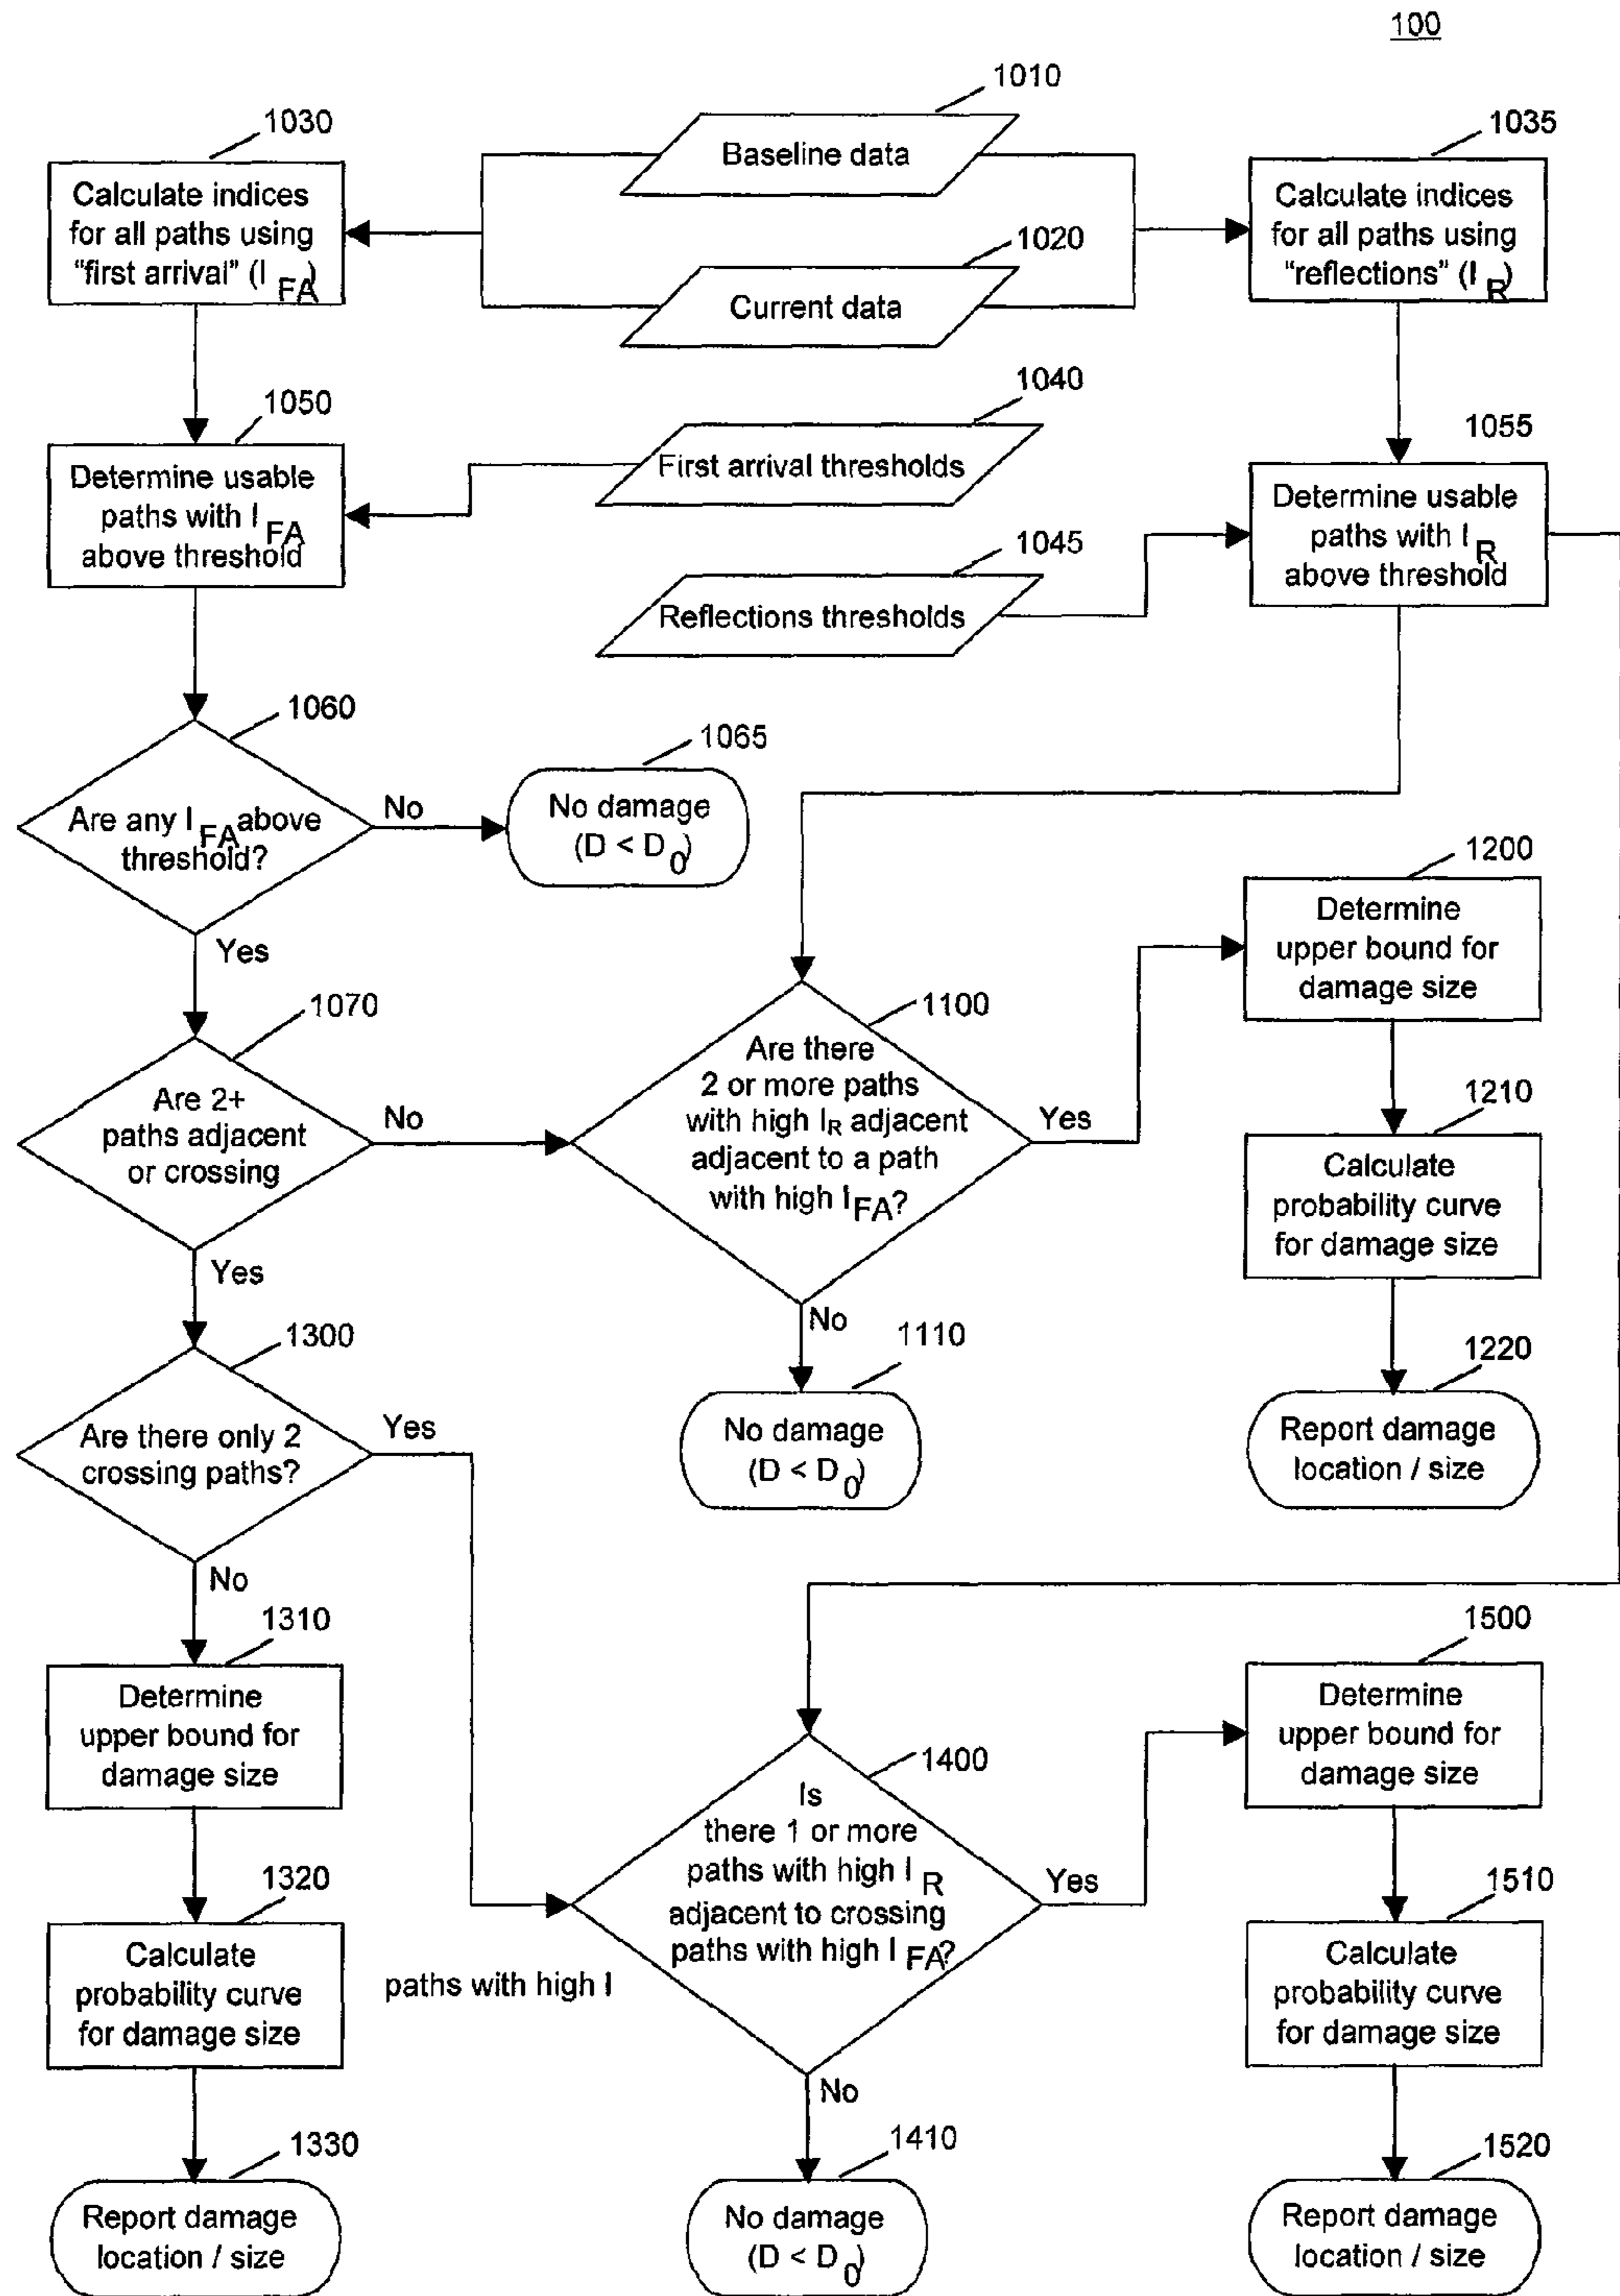 100
1010
1030
1035
Baseline data
Calculate indices
for all paths using
"first arrival" (I FA)
Calculate indices
for all paths using
"reflections" (I R)
1020
Current data
1040
1050
1055
First arrival thresholds
Determine usable
paths with I FA
above threshold
Determine usable
paths with I R
above threshold
1045
Reflections thresholds
1060
1065
Are any I FA above
threshold?
No
No damage
(D < D 0)
Yes
1200
Determine
upper bound for
damage size
1070
1100
Are 2+
paths adjacent
or crossing
No
Are there
2 or more paths
with high IR adjacent
adjacent to a path
with high I FA?
Yes
1210
Calculate
probability curve
for damage size
Yes
No
1300
1110
1220
Are there only 2
crossing paths?
Yes
No damage
(D < D 0)
Report damage
location / size
No
1310
1500
Determine
upper bound for
damage size
Determine
upper bound for
damage size
1400
Is
there 1 or more
paths with high I R
adjacent to crossing
paths with high I FA?
Yes
1320
1510
Calculate
probability curve
for damage size
paths with high I
Calculate
probability curve
for damage size
No
1330
1410
1520
Report damage
location / size
No damage
(D < D 0)
Report damage
location / size